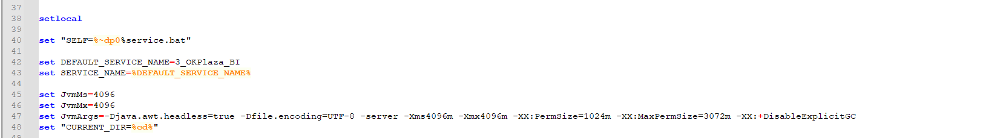 37
38 setlocal
39
40 set "SELF=%~dp0%service.bat"
41
42 set DEFAULT_SERVICE_NAME=3_OKPlaza_BI
43 set SERVICE_NAME=%DEFAULT_SERVICE_NAME%
44
45 set JvmMs=4096
46 set JvmMx=4096
47 set JvmArgs=-Djava.awt.headless=true -Dfile.encoding=UTF-8 -server -Xms4096m -Xmx4096m -XX:PermSize=1024m -XX:MaxPermSize=3072m -XX:+DisableExplicitGC
48 set "CURRENT_DIR=%cd%"
49